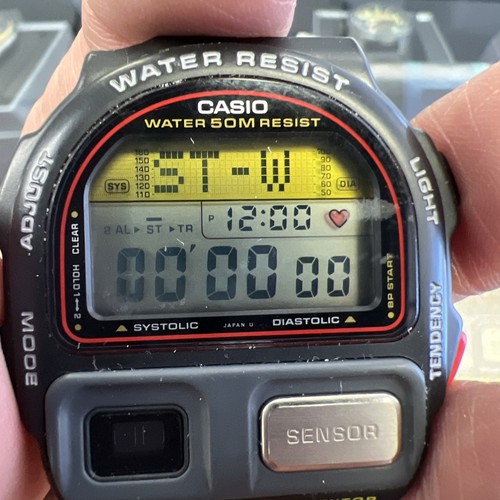 WATER RESIST
CASIO
WATER 50M RESIST
ADJUST
LIGHT
ST-W
160
150
140
130
120
110
SYS
DIA
90
80
70
60
50
P 12:00
2 AL ▸ ST ▸ TR
00'00 00
CLEAR
HOLD 1↔2
BP START
▲ SYSTOLIC
JAPAN U
DIASTOLIC ▲
MODE
TENDENCY
SENSOR